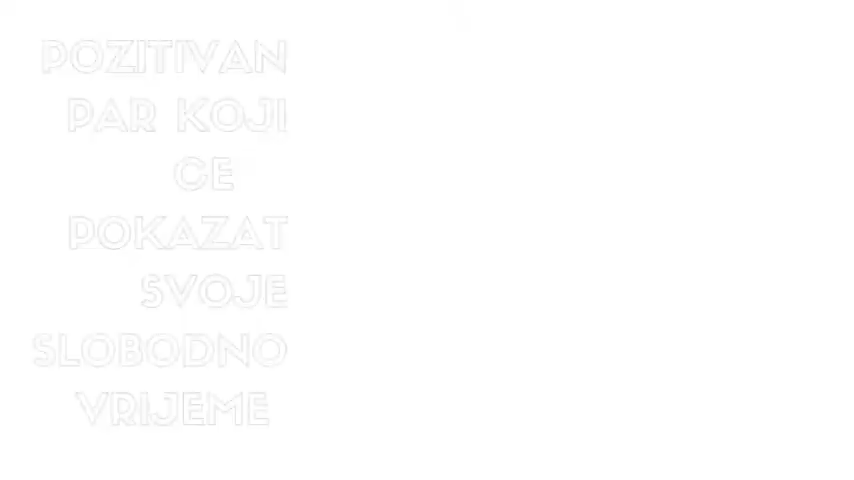 POZITIVAN
PAR KOJI
CE
POKAZAT
SVOJE
SLOBODNO
VRIJEME